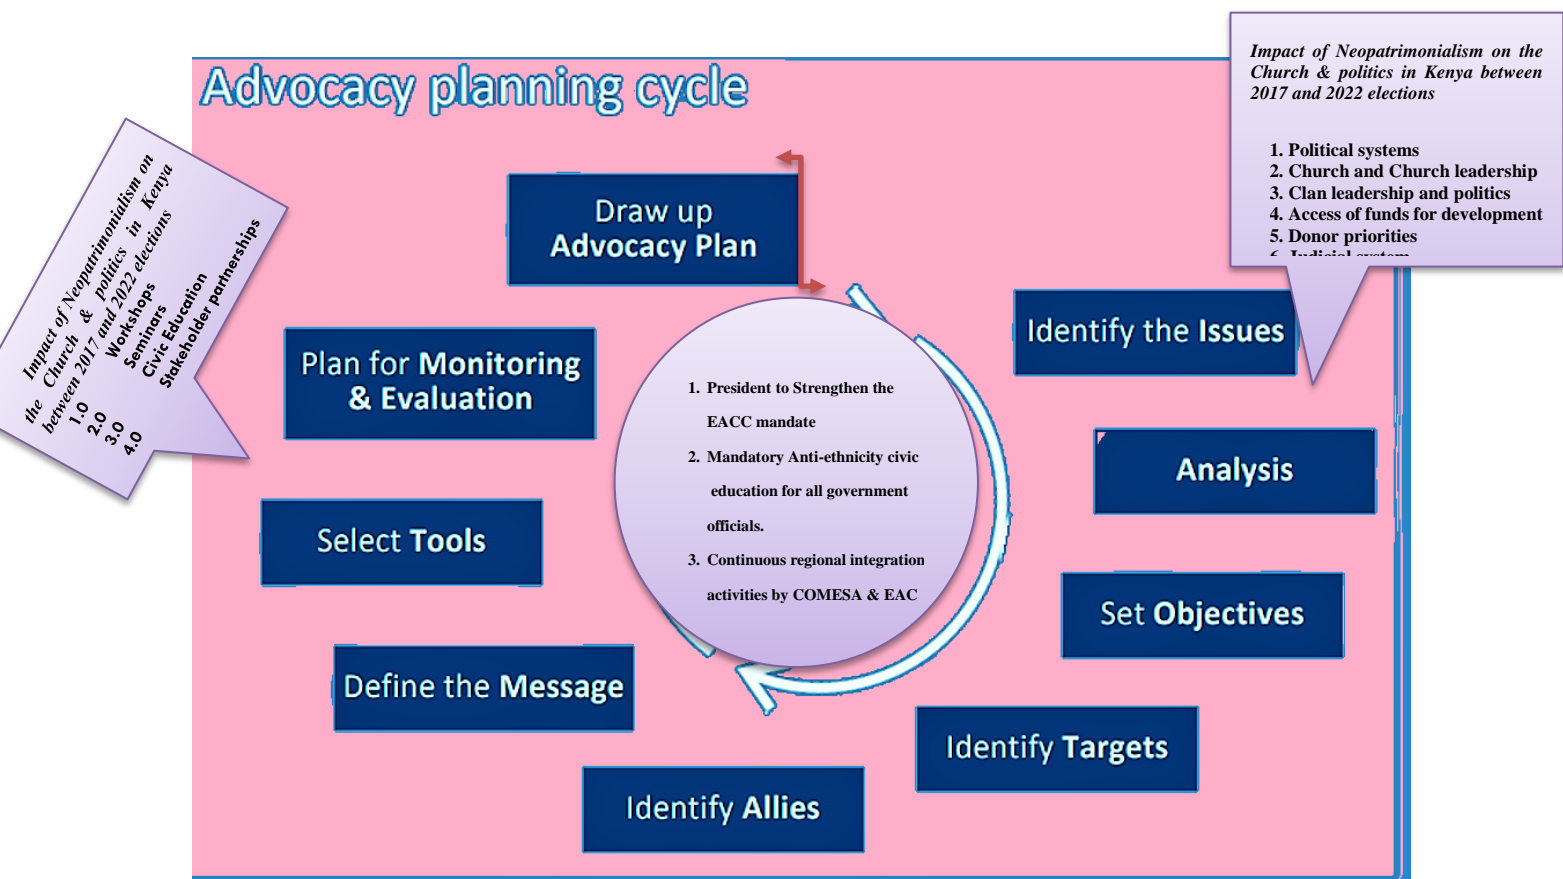 Advocacy planning cycle
Impact of Neopatrimonialism on the
Church & politics in Kenya between
2017 and 2022 elections
1. Political systems
2. Church and Church leadership
3. Clan leadership and politics
4. Access of funds for development
5. Donor priorities
6. Judicial system
Impact of Neopatrimonialism on
the Church & politics in Kenya
between 2017 and 2022 elections
1.0 Workshops
2.0 Seminars
3.0 Civic Education
4.0 Stakeholder partnerships
Draw up
Advocacy Plan
Identify the Issues
Analysis
Set Objectives
Identify Targets
Identify Allies
Define the Message
Select Tools
Plan for Monitoring
& Evaluation
1. President to Strengthen the
EACC mandate
2. Mandatory Anti-ethnicity civic
education for all government
officials.
3. Continuous regional integration
activities by COMESA & EAC